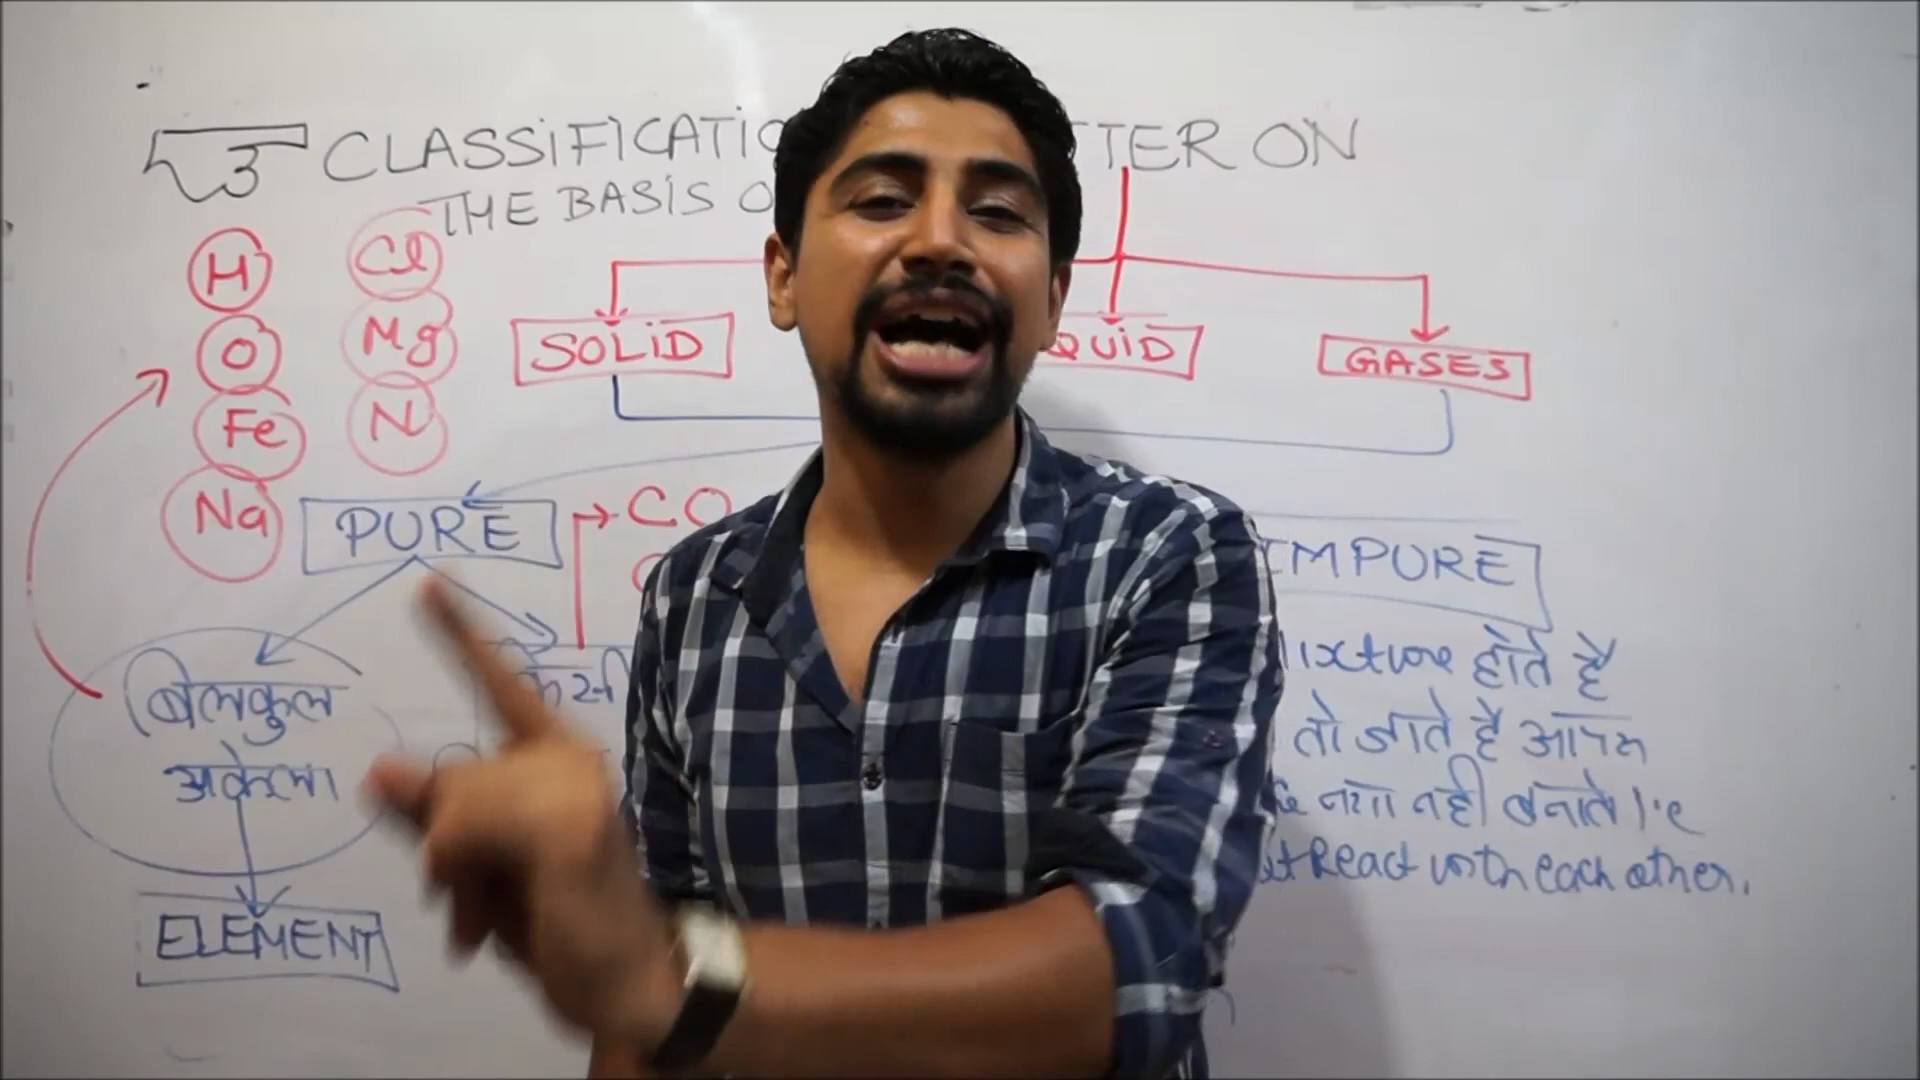 CLASSIFICATIO TTER ON
THE BASIS O
H
Cl
O
Mg
Fe
N
Na
SOLiD
QUiD
GASES
PURE
CO
IMPURE
बिलकुल
अकेला
ELEMENT
किसी
ixture होते है
तो जाते है आपस
नया नही बनाते i.e
React with each other.